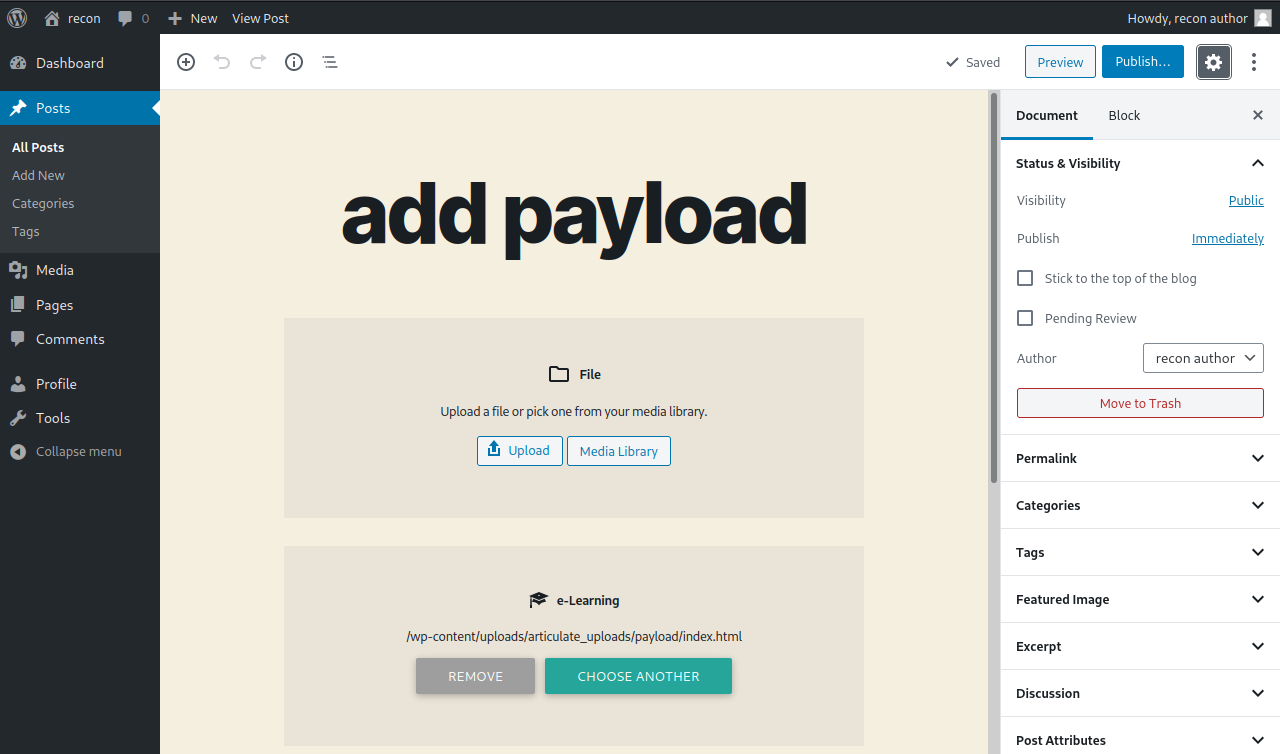 recon 0 New View Post Howdy, recon author
Dashboard
Posts
All Posts
Add New
Categories
Tags
Media
Pages
Comments
Profile
Tools
Collapse menu
Saved Preview Publish...
add payload
File
Upload a file or pick one from your media library.
Upload Media Library
e-Learning
/wp-content/uploads/articulate_uploads/payload/index.html
REMOVE CHOOSE ANOTHER
Document Block
Status & Visibility
Visibility Public
Publish Immediately
Stick to the top of the blog
Pending Review
Author recon author
Move to Trash
Permalink
Categories
Tags
Featured Image
Excerpt
Discussion
Post Attributes